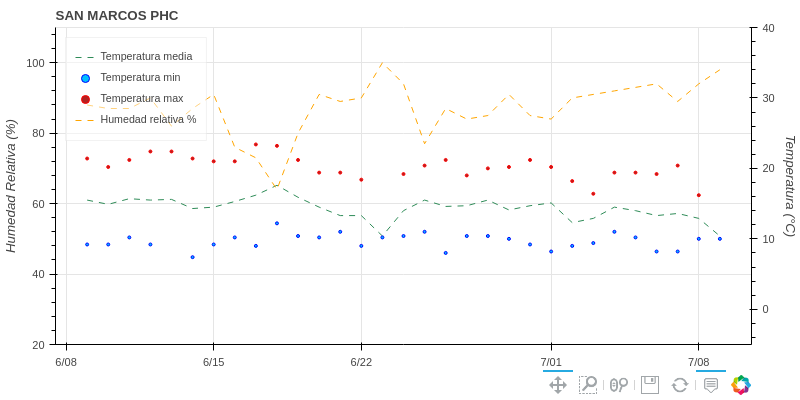 SAN MARCOS PHC
Temperatura media
Temperatura min
Temperatura max
Humedad relativa %
Humedad Relativa (%)
100
80
60
40
20
Temperatura (°C)
40
30
20
10
0
6/08
6/15
6/22
7/01
7/08